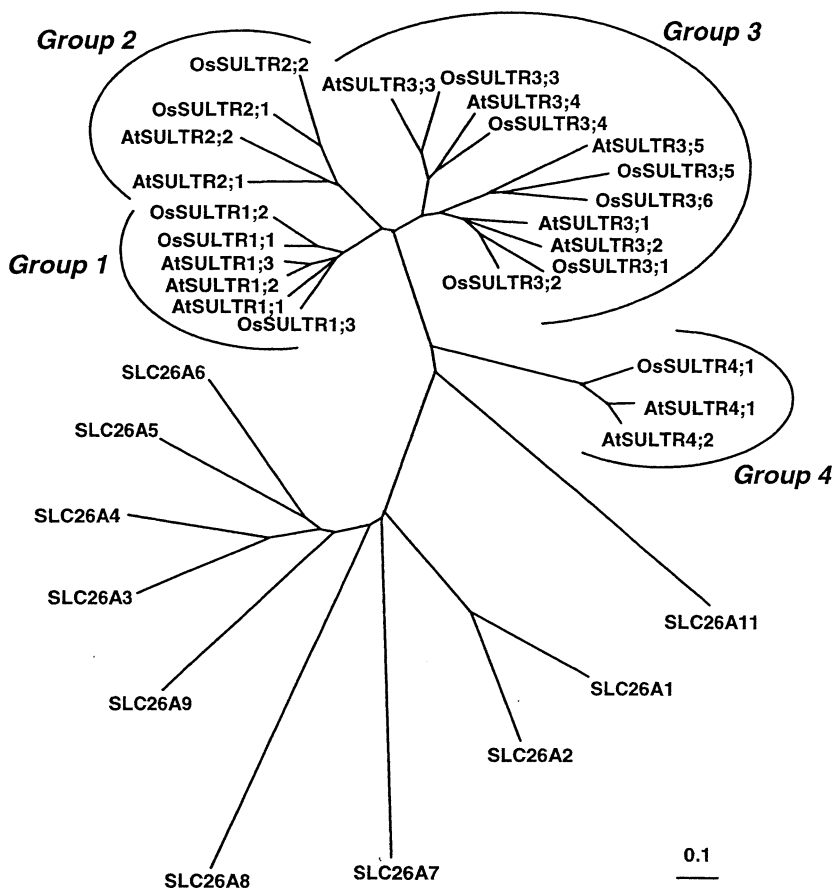 Group 2
Group 3
OsSULTR2;2
AtSULTR3;3
OsSULTR3;3
AtSULTR3;4
OsSULTR2;1
OsSULTR3;4
AtSULTR2;2
AtSULTR3;5
OsSULTR3;5
AtSULTR2;1
OsSULTR3;6
OsSULTR1;2
AtSULTR3;1
OsSULTR1;1
AtSULTR3;2
Group 1
AtSULTR1;3
OsSULTR3;1
AtSULTR1;2
OsSULTR3;2
AtSULTR1;1
OsSULTR1;3
OsSULTR4;1
SLC26A6
AtSULTR4;1
SLC26A5
AtSULTR4;2
Group 4
SLC26A4
SLC26A3
SLC26A11
SLC26A1
SLC26A9
SLC26A2
0.1
SLC26A7
SLC26A8